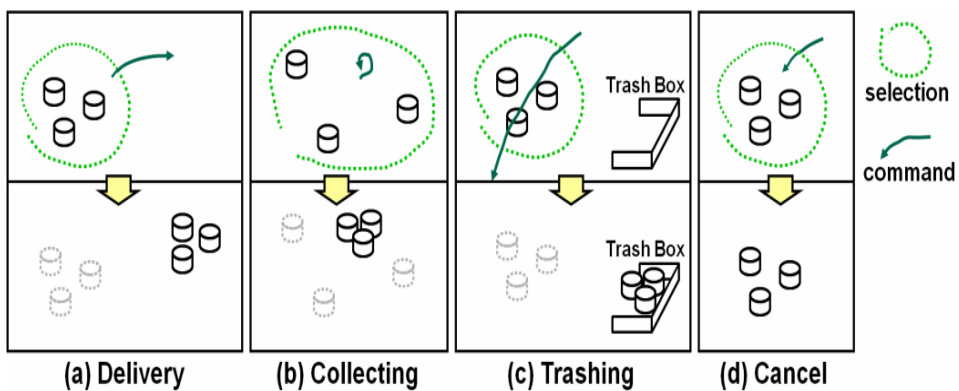 Trash Box
selection
command
Trash Box
(a) Delivery
(b) Collecting
(c) Trashing
(d) Cancel